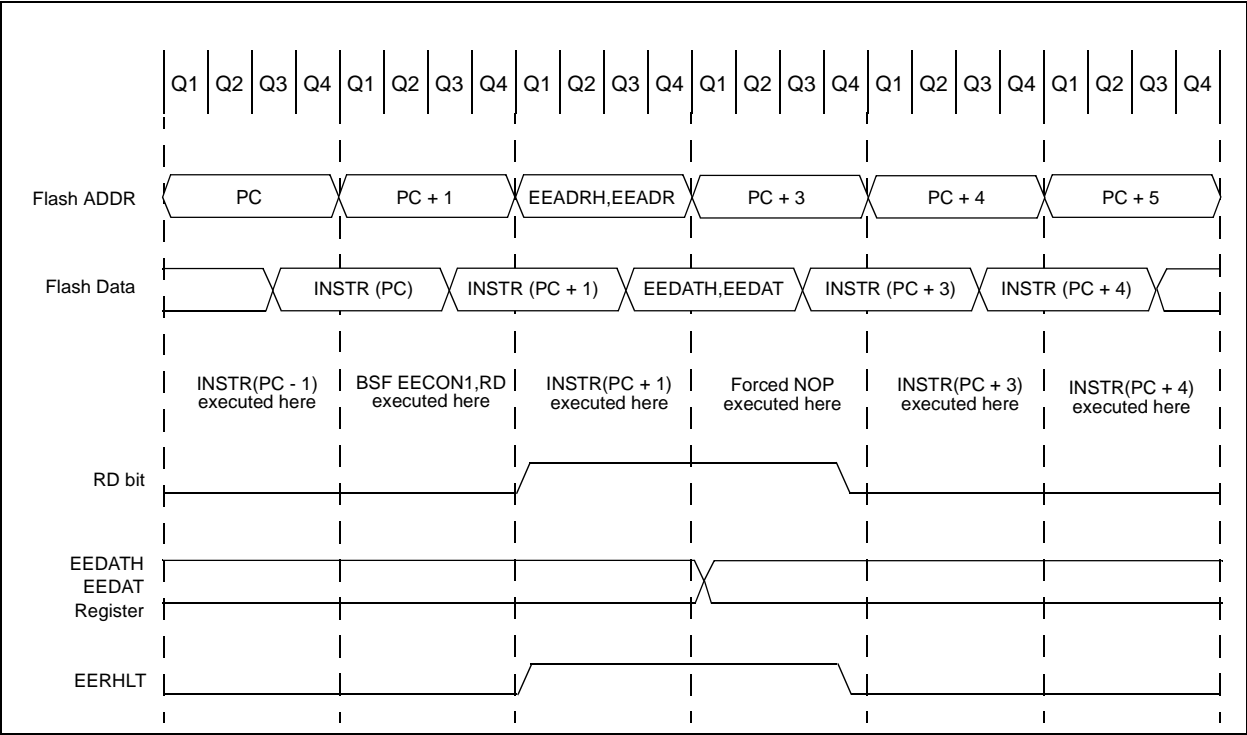 Q1 Q2 Q3 Q4 Q1 Q2 Q3 Q4 Q1 Q2 Q3 Q4 Q1 Q2 Q3 Q4 Q1 Q2 Q3 Q4 Q1 Q2 Q3 Q4
Flash ADDR PC PC + 1 EEADRH,EEADR PC + 3 PC + 4 PC + 5
Flash Data INSTR (PC) INSTR (PC + 1) EEDATH,EEDAT INSTR (PC + 3) INSTR (PC + 4)
INSTR(PC - 1)
executed here
BSF EECON1,RD
executed here
INSTR(PC + 1)
executed here
Forced NOP
executed here
INSTR(PC + 3)
executed here
INSTR(PC + 4)
executed here
RD bit
EEDATH
EEDAT
Register
EERHLT